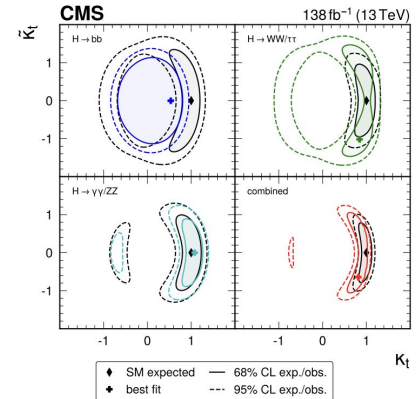 CMS 138 fb⁻¹ (13 TeV)
κ̃t
H → bb
H → WW/ττ
1
0
-1
H → γγ/ZZ
combined
1
0
-1
-1 0 1
-1 0 1
κt
SM expected
68% CL exp./obs.
best fit
95% CL exp./obs.